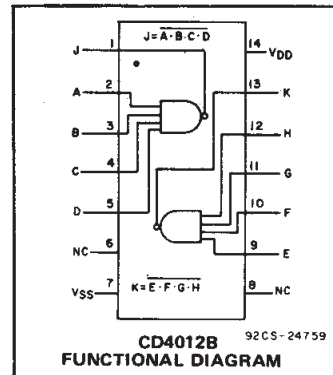 J=A·B·C·D
J 1
14 VDD
A 2
13 K
B 3
12 H
C 4
11 G
D 5
10 F
NC 6
9 E
VSS 7
8 NC
K=E·F·G·H
92CS-24759
CD4012B
FUNCTIONAL DIAGRAM